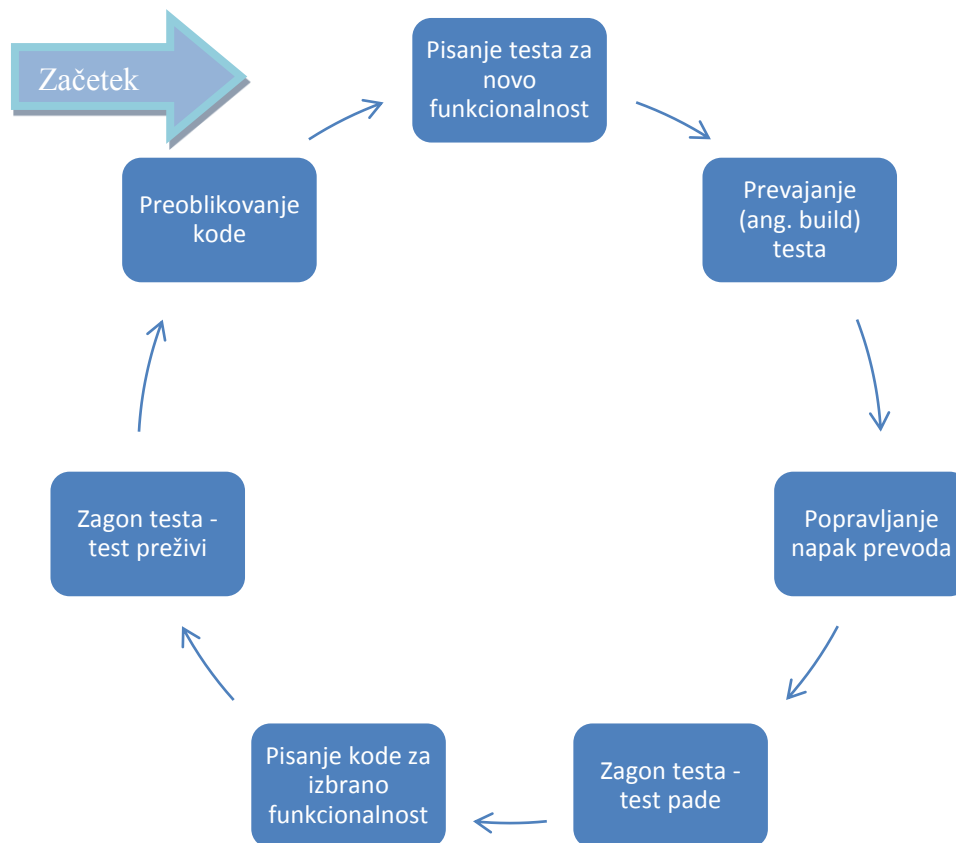 Začetek
Pisanje testa za
novo
funkcionalnost
Prevajanje
(ang. build)
testa
Popravljanje
napak prevoda
Zagon testa -
test pade
Pisanje kode za
izbrano
funkcionalnost
Zagon testa -
test preživi
Preoblikovanje
kode